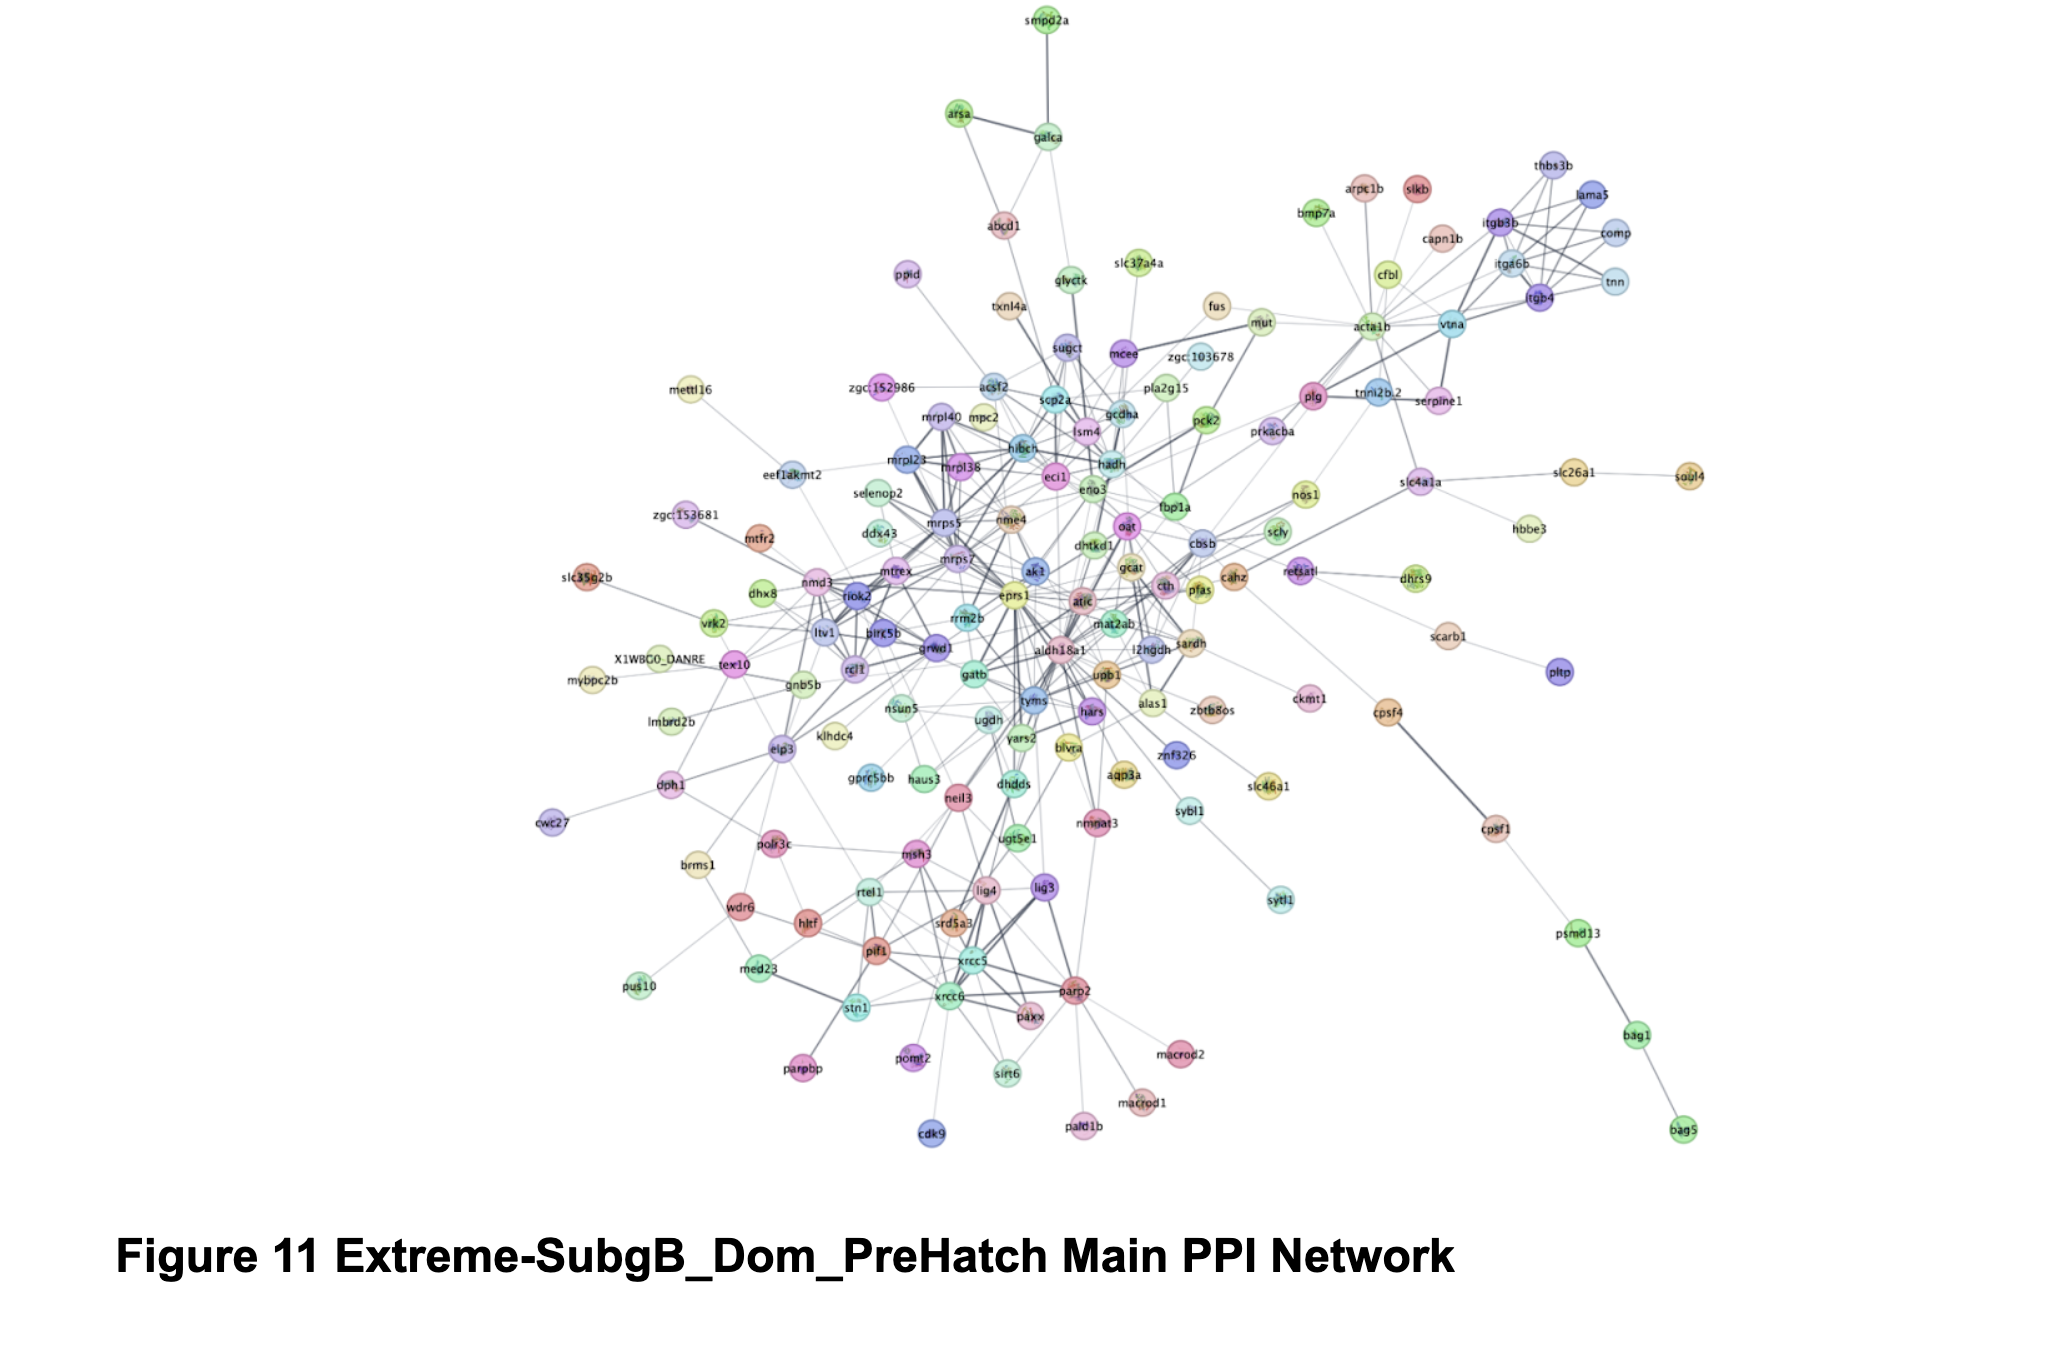 smpd2a
arsa
galca
thbs3b
arpc1b
slkb
lama5
bmp7a
itgb3b
abcd1
comp
capn1b
slc37a4a
itga6b
ppid
cfbl
glyctk
tnn
itgb4
txnl4a
fus
mut
acta1b
vtna
sugct
mcee
zgc:103678
mettl16
zgc:152986
acsf2
pla2g15
scp2a
plg
tnni2b.2
serpine1
mrpl40
mpc2
gcdha
pck2
lsm4
prkacba
hibch
mrpl23
mrpl38
hadh
eef1akmt2
eci1
slc4a1a
slc26a1
soul4
selenop2
eno3
nos1
fbp1a
zgc:153681
mrps5
nme4
oat
hbbe3
mtfr2
ddx43
scly
dhtkd1
cbsb
mrps7
slc35g2b
nmd3
mtrex
ak1
gcat
cahz
retsatl
dhrs9
dhx8
riok2
eprs1
atic
cth
pfas
vrk2
ltv1
birc5b
rrm2b
mat2ab
scarb1
X1WBG0_DANRE
tex10
rcl1
grwd1
aldh18a1
l2hgdh
sardh
mybpc2b
gnb5b
gatb
upb1
pltp
lmbrd2b
nsun5
tyms
hars
alas1
zbtb8os
ckmt1
cpsf4
elp3
klhdc4
ugdh
yars2
blvra
znf326
dph1
gprc5bb
haus3
dhdds
aqp3a
slc46a1
cwc27
neil3
nmnat3
sybl1
cpsf1
polr3c
msh3
ugt5e1
brms1
rtel1
lig4
lig3
sytl1
wdr6
hltf
srd5a3
psmd13
pif1
med23
xrcc5
pus10
stn1
xrcc6
paxx
parp2
bag1
parpbp
pomt2
sirt6
macrod2
macrod1
cdk9
pald1b
bag5
Figure 11 Extreme-SubgB_Dom_PreHatch Main PPI Network